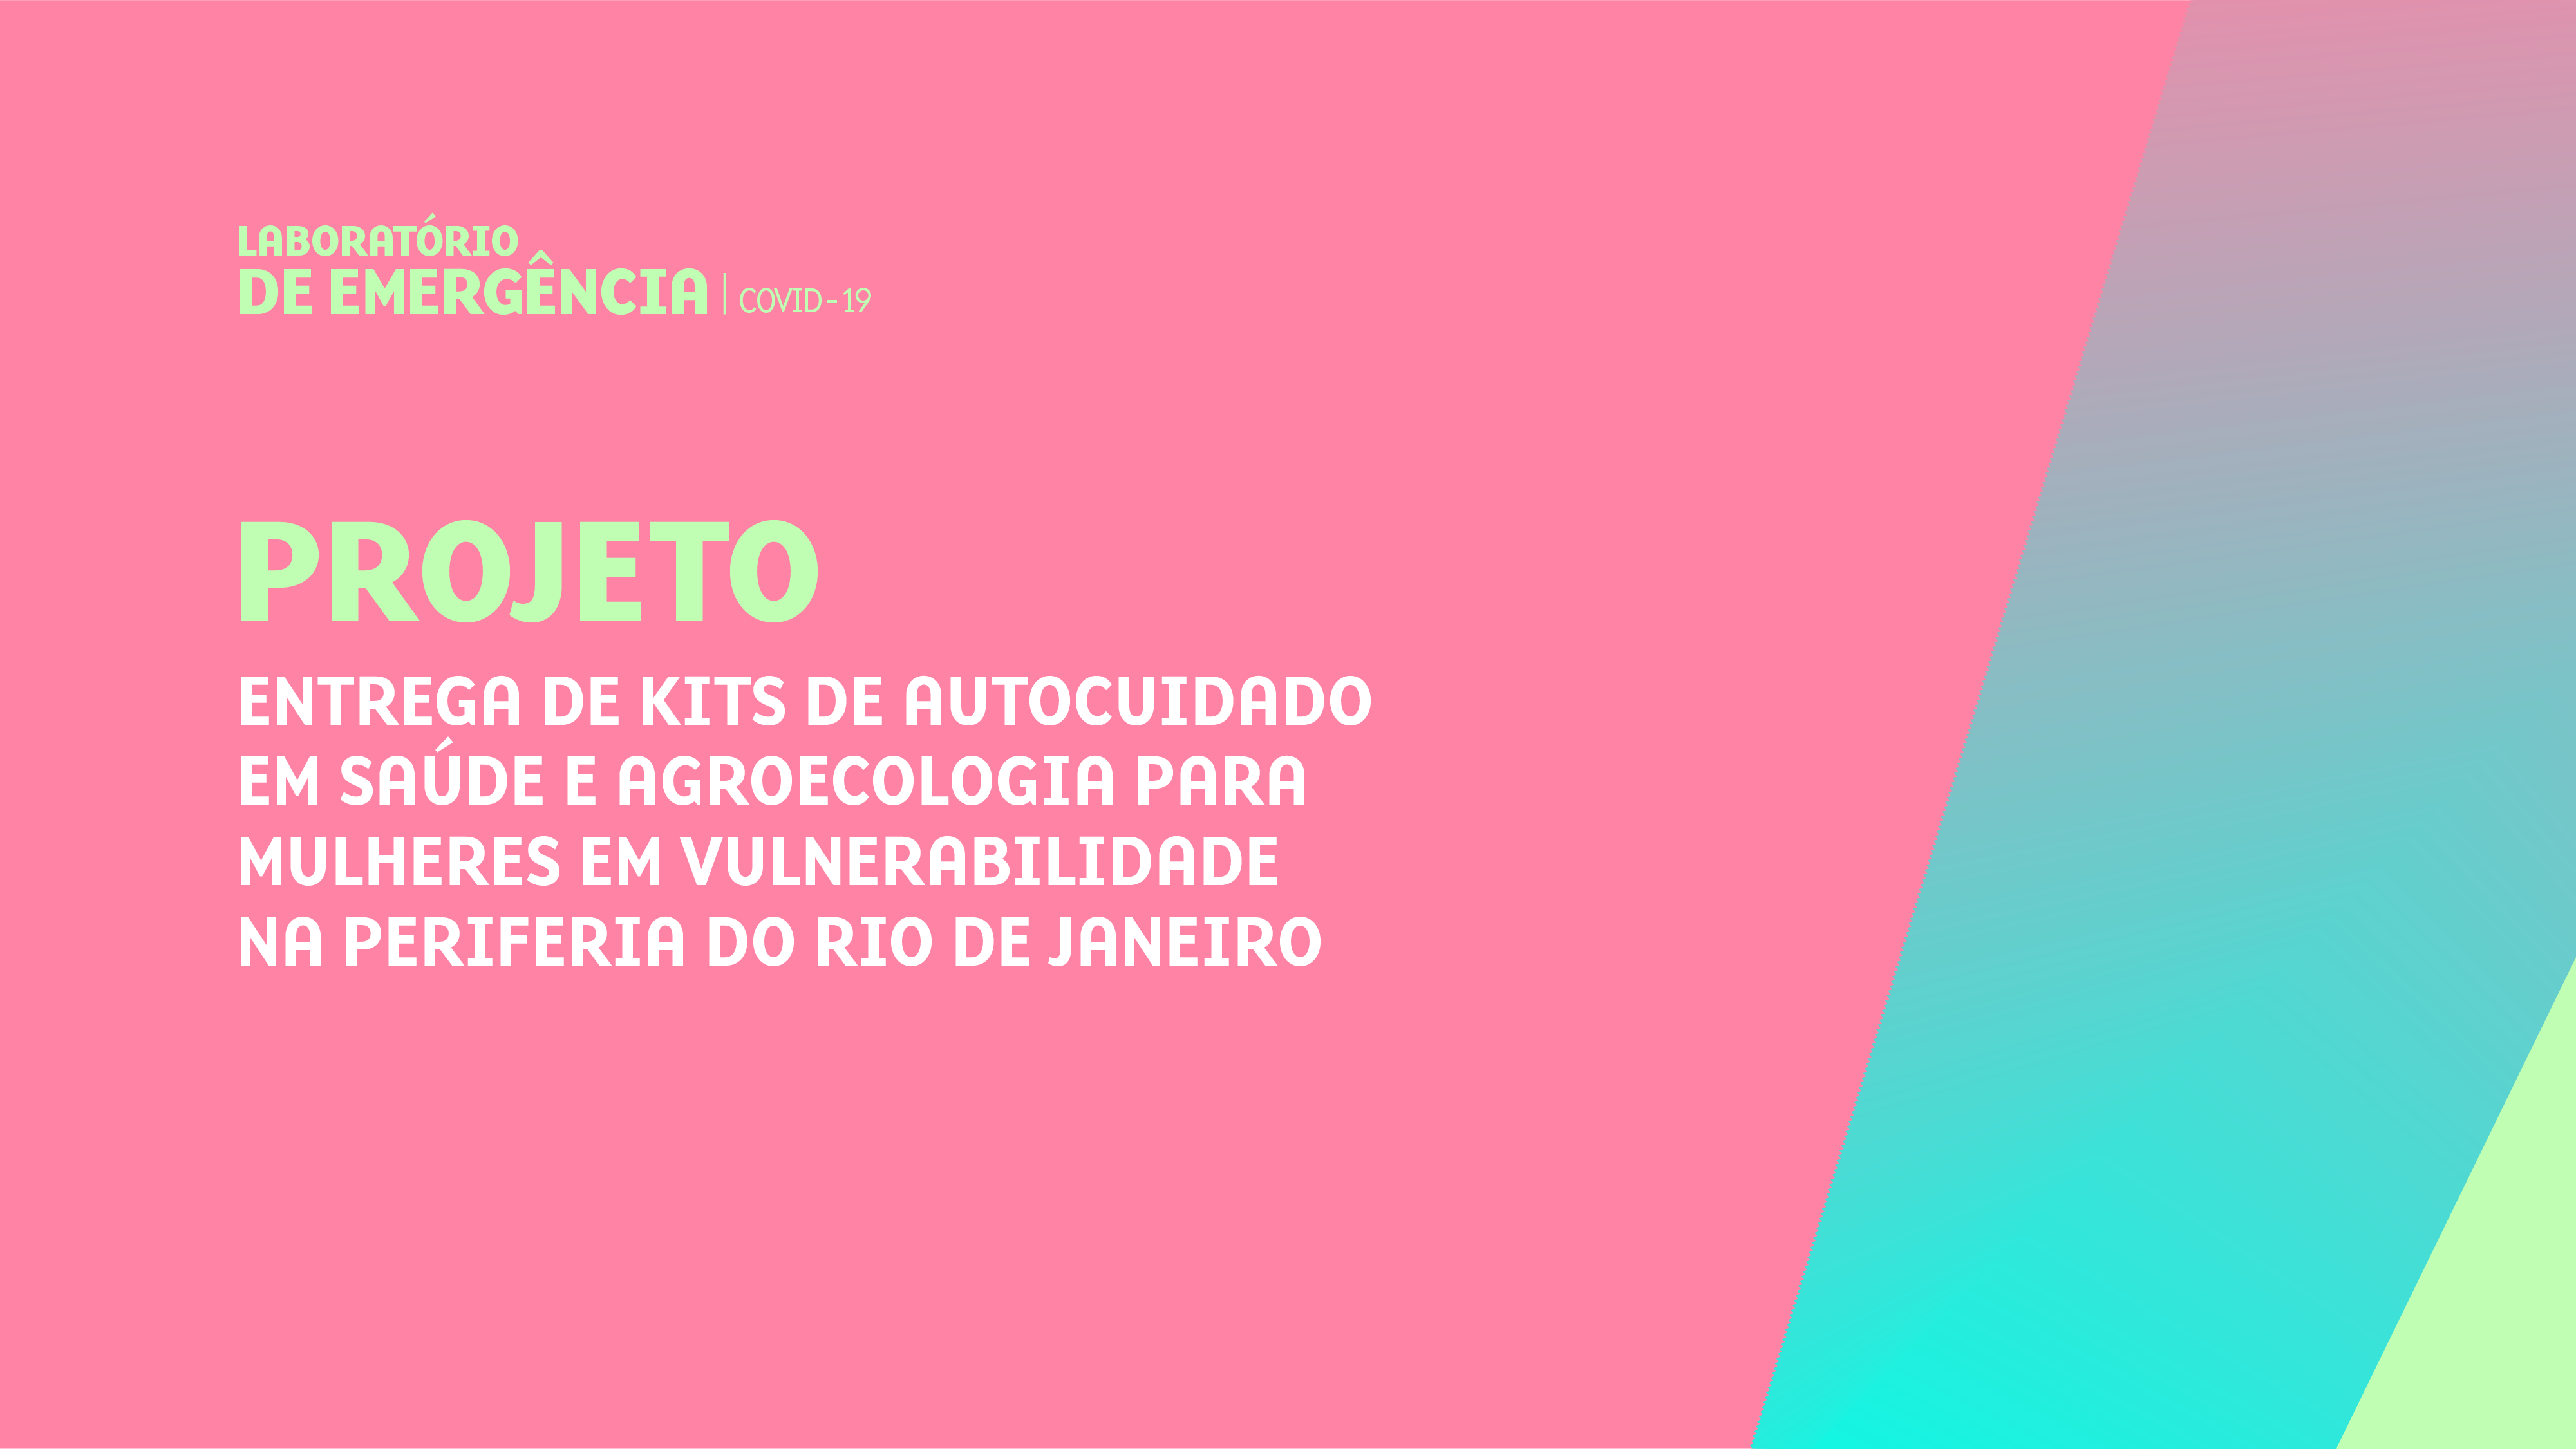 LABORATÓRIO
DE EMERGÊNCIA | COVID-19
PROJETO
ENTREGA DE KITS DE AUTOCUIDADO
EM SAÚDE E AGROECOLOGIA PARA
MULHERES EM VULNERABILIDADE
NA PERIFERIA DO RIO DE JANEIRO